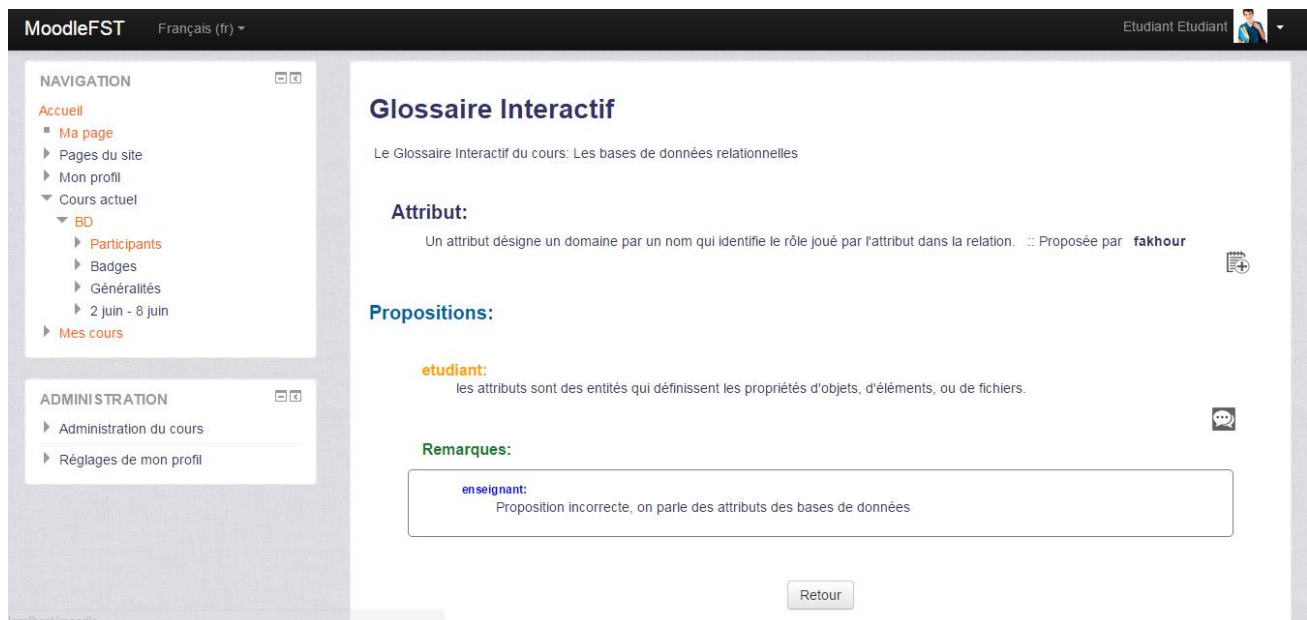 MoodleFST Français (fr) Etudiant Etudiant
NAVIGATION
Accueil
Ma page
Pages du site
Mon profil
Cours actuel
BD
Participants
Badges
Généralités
2 juin - 8 juin
Mes cours
ADMINISTRATION
Administration du cours
Réglages de mon profil
Glossaire Interactif
Le Glossaire Interactif du cours: Les bases de données relationnelles
Attribut:
Un attribut désigne un domaine par un nom qui identifie le rôle joué par l'attribut dans la relation. :: Proposée par fakhour
Propositions:
etudiant:
les attributs sont des entités qui définissent les propriétés d'objets, d'éléments, ou de fichiers.
Remarques:
enseignant:
Proposition incorrecte, on parle des attributs des bases de données
Retour